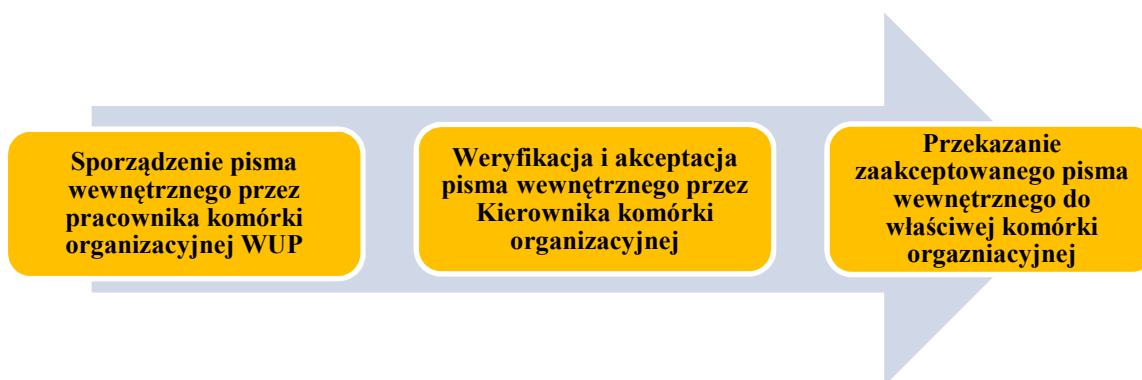 Sporządzenie pisma
wewnętrznego przez
pracownika komórki
organizacyjnej WUP
Weryfikacja i akceptacja
pisma wewnętrznego przez
Kierownika komórki
organizacyjnej
Przekazanie
zaakceptowanego pisma
wewnętrznego do
właściwej komórki
orgazniacyjnej